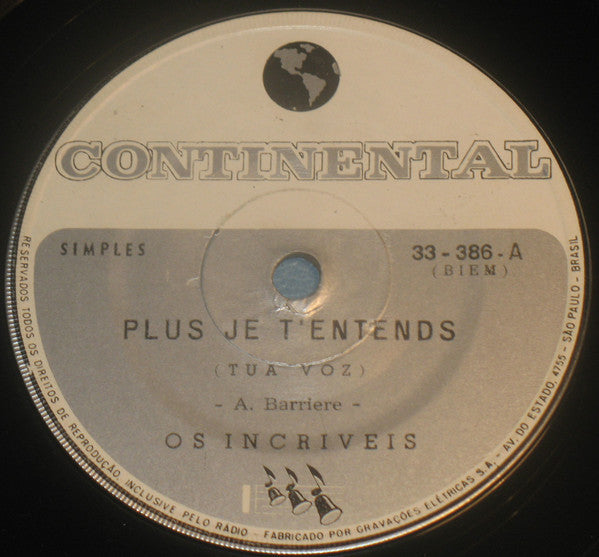 CONTINENTAL
SIMPLES
33-386-A
(BIEM)
PLUS JE T'ENTENDS
(TUA VOZ)
- A. Barriere -
OS INCRIVEIS
RESERVADOS TODOS OS DIREITOS DE REPRODUÇÃO, INCLUSIVE PELO RÁDIO - FABRICADO POR GRAVAÇÕES ELÉTRICAS S.A. - AV. DO ESTADO, 4755 - SÃO PAULO - BRASIL